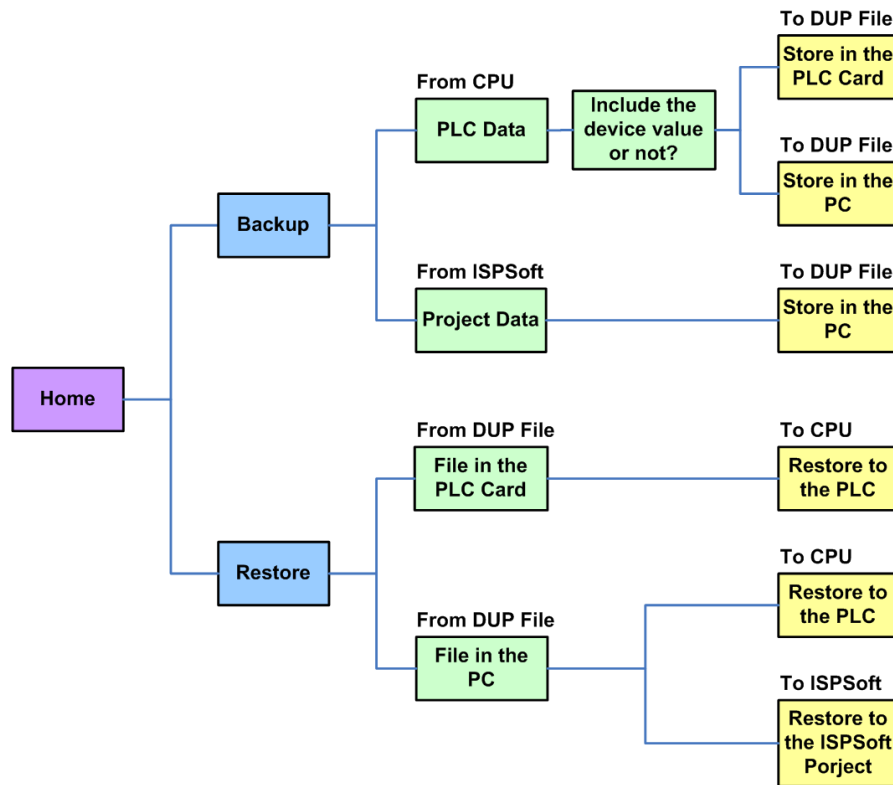 Home
Backup
From CPU
PLC Data
Include the
device value
or not?
To DUP File
Store in the
PLC Card
To DUP File
Store in the
PC
From ISPSoft
Project Data
To DUP File
Store in the
PC
Restore
From DUP File
File in the
PLC Card
To CPU
Restore to
the PLC
From DUP File
File in the
PC
To CPU
Restore to
the PLC
To ISPSoft
Restore to
the ISPSoft
Porject